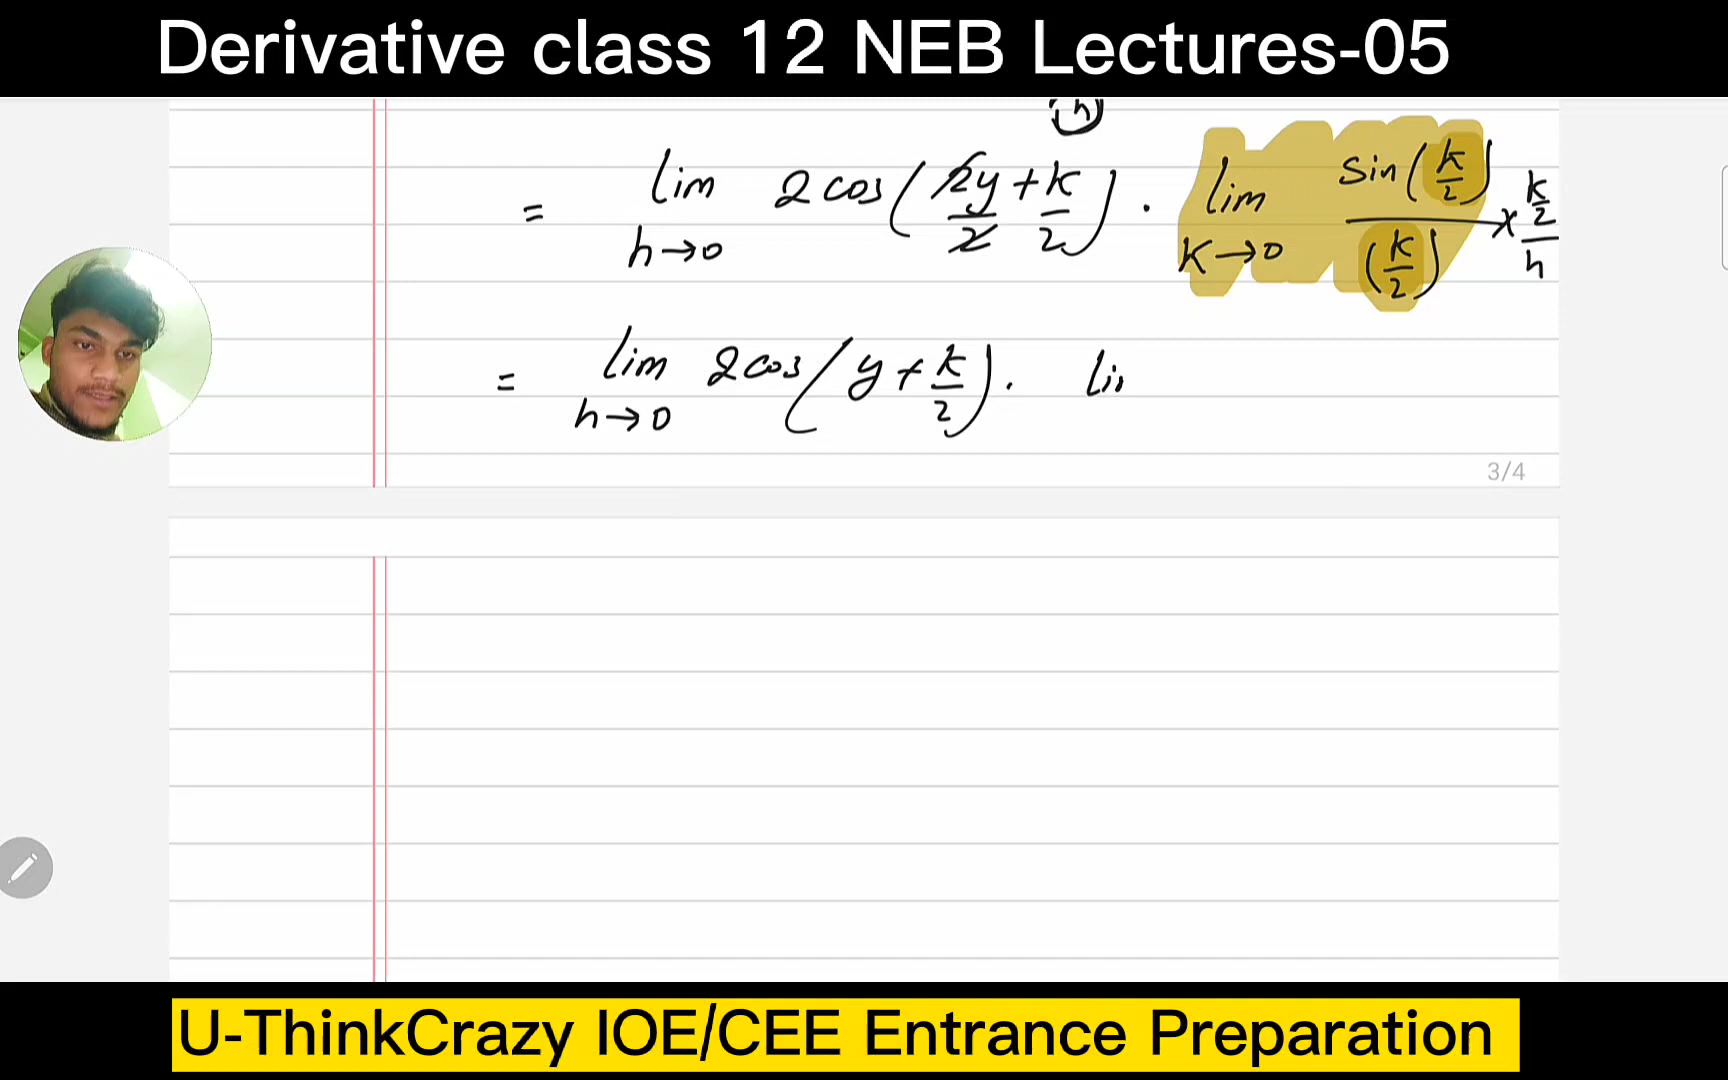 Derivative class 12 NEB Lectures-05
= lim h→0 2cos(2y/2 + k/2) . lim K→0 sin(k/2)/(k/2) × k/2/h
= lim h→0 2cos(y + k/2) . li
3/4
U-ThinkCrazy IOE/CEE Entrance Preparation